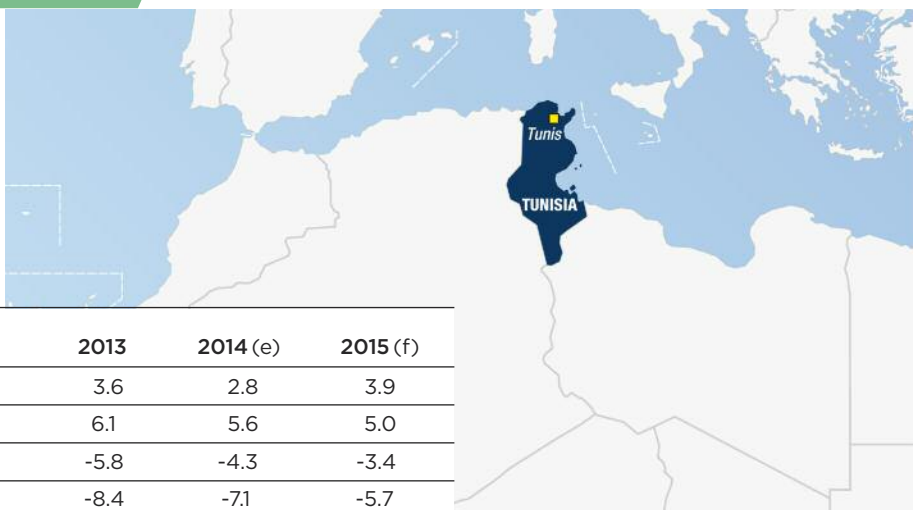 Tunis
TUNISIA
2013 2014 (e) 2015 (f)
3.6 2.8 3.9
6.1 5.6 5.0
-5.8 -4.3 -3.4
-8.4 -7.1 -5.7